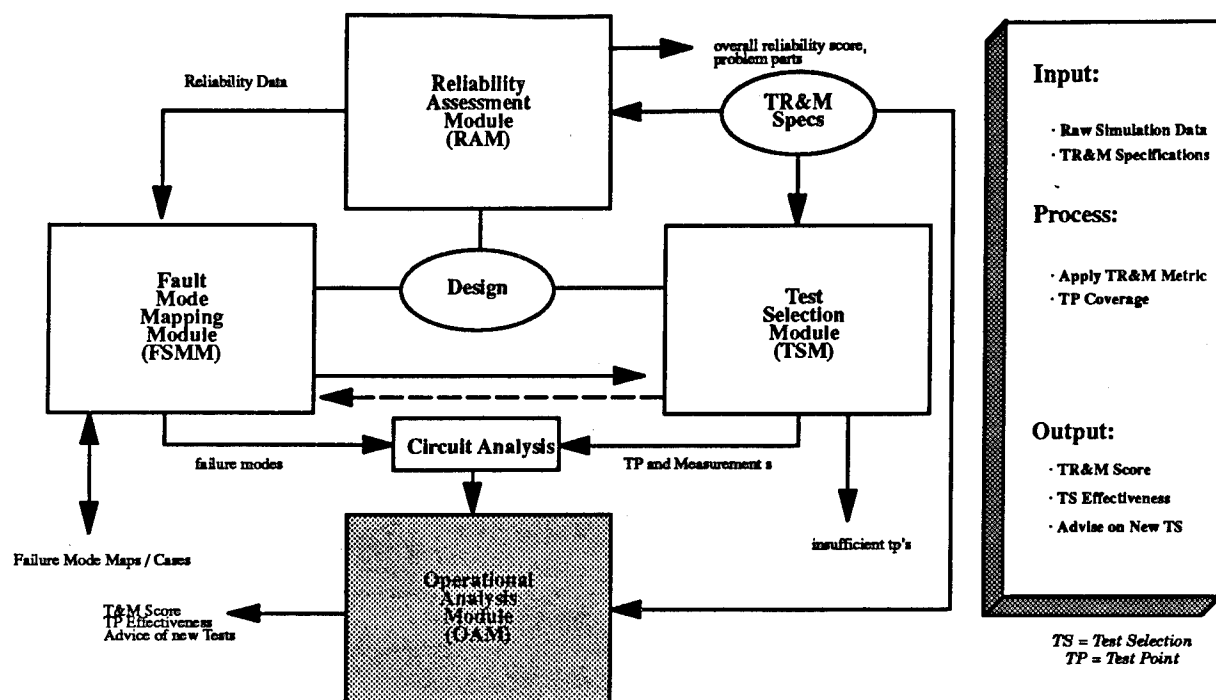 overall reliability score,
problem parts
Reliability Data
Reliability
Assessment
Module
(RAM)
TR&M
Specs
Fault
Mode
Mapping
Module
(FSMM)
Design
Test
Selection
Module
(TSM)
Circuit Analysis
failure modes
TP and Measurement s
Failure Mode Maps / Cases
insufficient tp's
Operational
Analysis
Module
(OAM)
T&M Score
TP Effectiveness
Advice of new Tests
Input:
· Raw Simulation Data
· TR&M Specifications
Process:
· Apply TR&M Metric
· TP Coverage
Output:
· TR&M Score
· TS Effectiveness
· Advise on New TS
TS = Test Selection
TP = Test Point